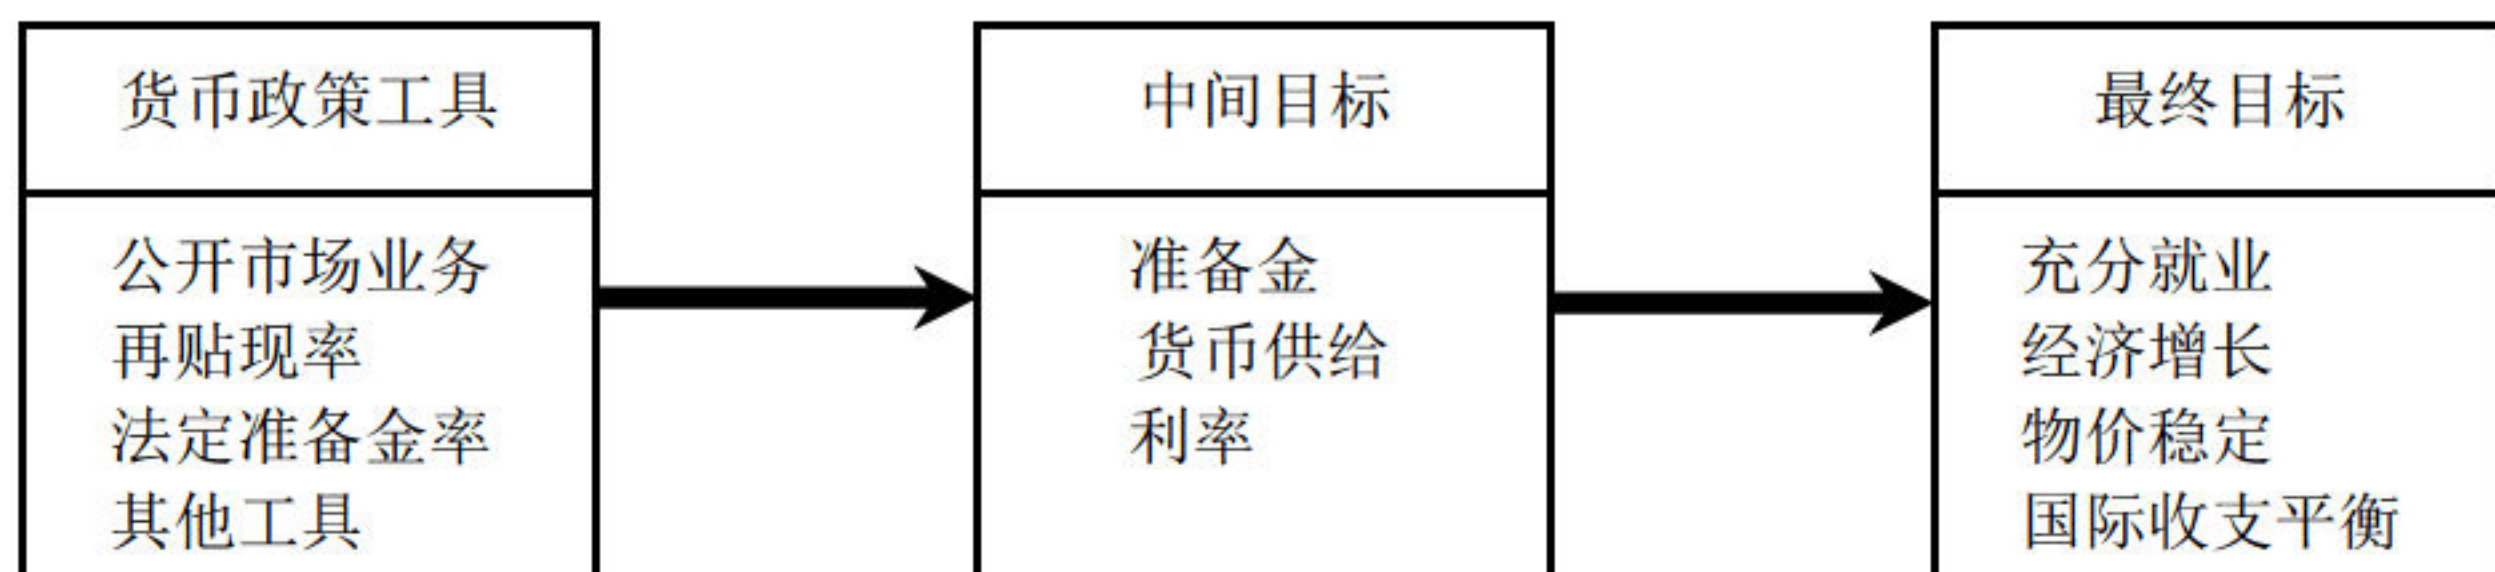 货币政策工具
公开市场业务
再贴现率
法定准备金率
其他工具
中间目标
准备金
货币供给
利率
最终目标
充分就业
经济增长
物价稳定
国际收支平衡